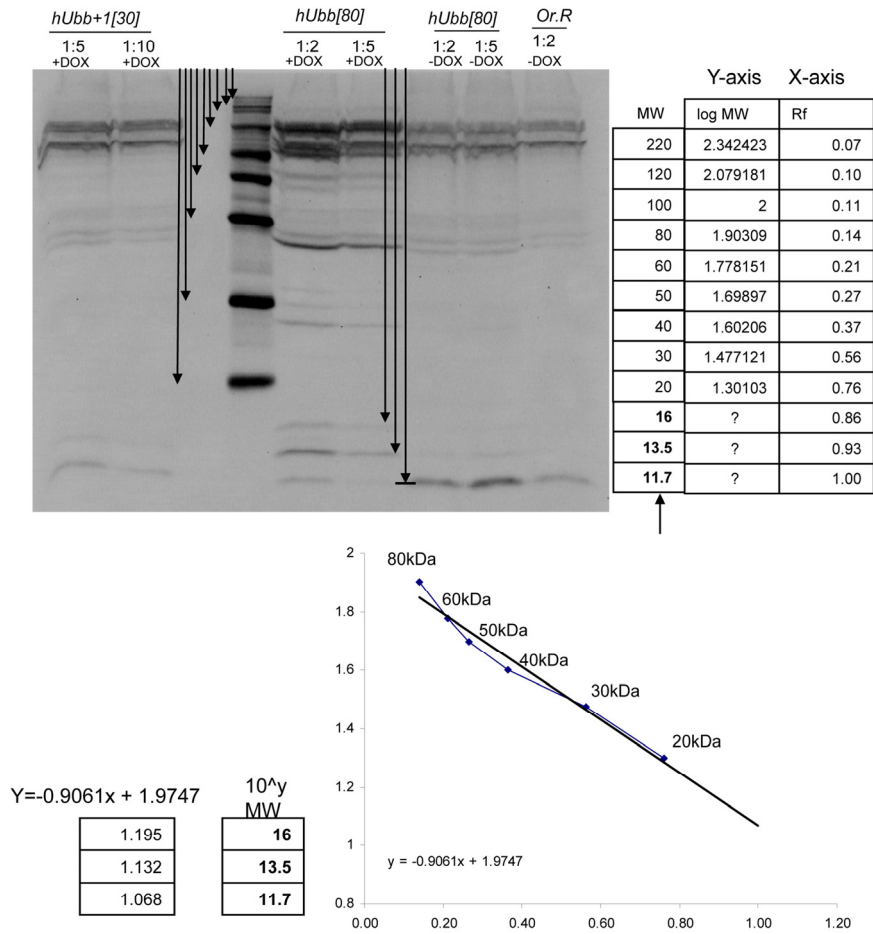 hUbb+1[30] hUbb[80] hUbb[80] Or.R
1:5 1:10 1:2 1:5 1:2 1:5 1:2
+DOX +DOX +DOX +DOX -DOX -DOX -DOX
Y-axis X-axis
MW log MW Rf
220 2.342423 0.07
120 2.079181 0.10
100 2 0.11
80 1.90309 0.14
60 1.778151 0.21
50 1.69897 0.27
40 1.60206 0.37
30 1.477121 0.56
20 1.30103 0.76
16 ? 0.86
13.5 ? 0.93
11.7 ? 1.00
2
1.8
1.6
1.4
1.2
1
0.8
80kDa
60kDa
50kDa
40kDa
30kDa
20kDa
y = -0.9061x + 1.9747
0.00 0.20 0.40 0.60 0.80 1.00 1.20
Y=-0.9061x + 1.9747 10^y
MW
1.195 16
1.132 13.5
1.068 11.7